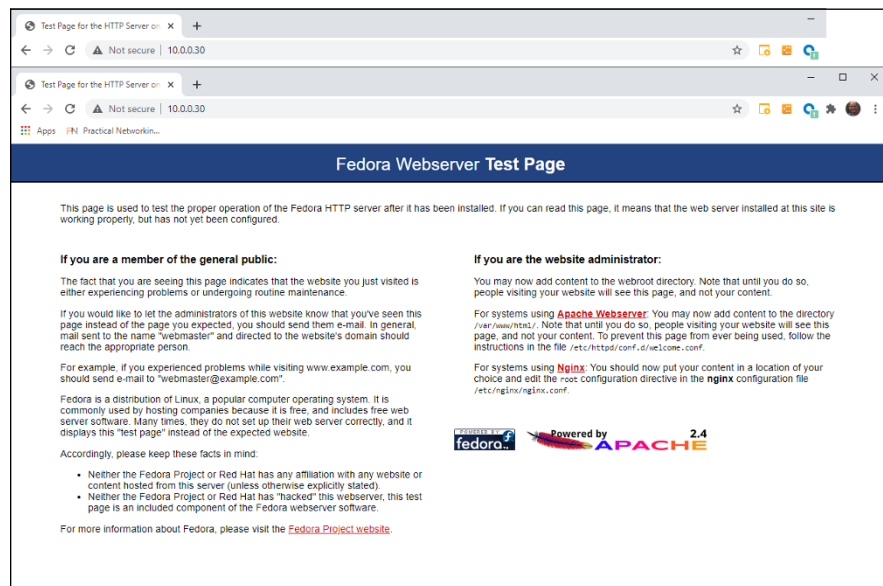 Test Page for the HTTP Server on
Not secure | 10.0.0.30
Test Page for the HTTP Server on
Not secure | 10.0.0.30
Apps PN Practical Networkin...
Fedora Webserver Test Page
This page is used to test the proper operation of the Fedora HTTP server after it has been installed. If you can read this page, it means that the web server installed at this site is
working properly, but has not yet been configured.
If you are a member of the general public:
The fact that you are seeing this page indicates that the website you just visited is
either experiencing problems or undergoing routine maintenance.
If you would like to let the administrators of this website know that you've seen this
page instead of the page you expected, you should send them e-mail. In general,
mail sent to the name "webmaster" and directed to the website's domain should
reach the appropriate person.
For example, if you experienced problems while visiting www.example.com, you
should send e-mail to "webmaster@example.com".
Fedora is a distribution of Linux, a popular computer operating system. It is
commonly used by hosting companies because it is free, and includes free web
server software. Many times, they do not set up their web server correctly, and it
displays this "test page" instead of the expected website.
Accordingly, please keep these facts in mind:
• Neither the Fedora Project or Red Hat has any affiliation with any website or
content hosted from this server (unless otherwise explicitly stated).
• Neither the Fedora Project or Red Hat has "hacked" this webserver, this test
page is an included component of the Fedora webserver software.
For more information about Fedora, please visit the Fedora Project website.
If you are the website administrator:
You may now add content to the webroot directory. Note that until you do so,
people visiting your website will see this page, and not your content.
For systems using Apache Webserver: You may now add content to the directory
/var/www/html/. Note that until you do so, people visiting your website will see this
page, and not your content. To prevent this page from ever being used, follow the
instructions in the file /etc/httpd/conf.d/welcome.conf.
For systems using Nginx: You should now put your content in a location of your
choice and edit the root configuration directive in the nginx configuration file
/etc/nginx/nginx.conf.
POWERED BY
fedora
Powered by 2.4
APACHE